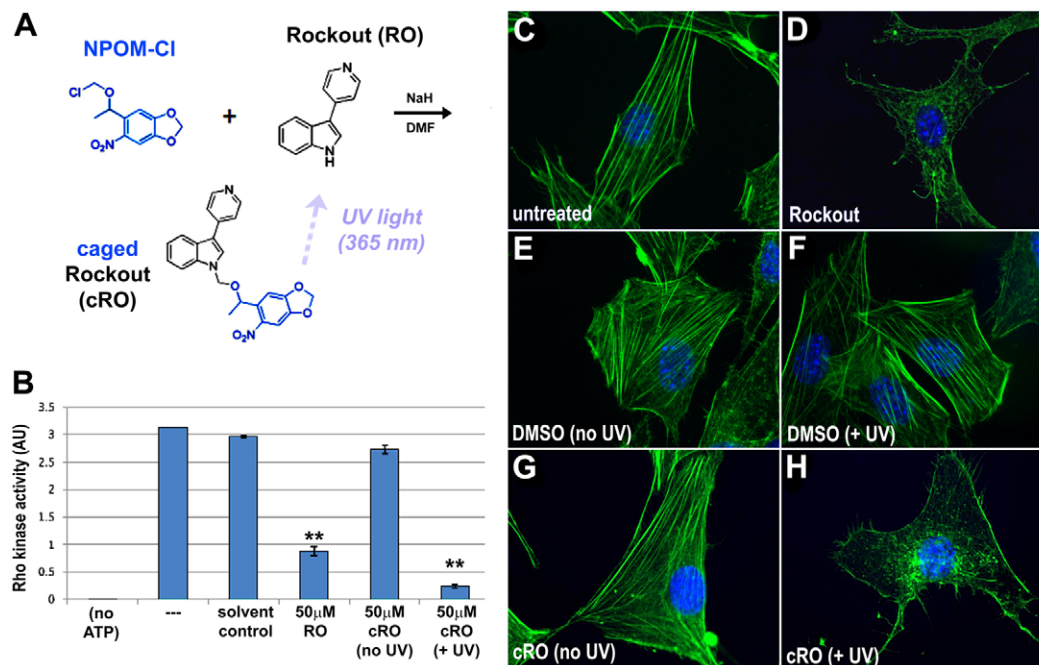 A
NPOM-Cl
Rockout (RO)
Cl
O
O
O
O₂N
+
N
N
H
NaH
DMF
N
N
O
O
O
O₂N
caged
Rockout
(cRO)
UV light
(365 nm)
B
Rho kinase activity (AU)
3.5
3
2.5
2
1.5
1
0.5
0
**
**
(no
ATP)
---
solvent
control
50μM
RO
50μM
cRO
(no UV)
50μM
cRO
(+ UV)
C
untreated
D
Rockout
E
DMSO (no UV)
F
DMSO (+ UV)
G
cRO (no UV)
H
cRO (+ UV)